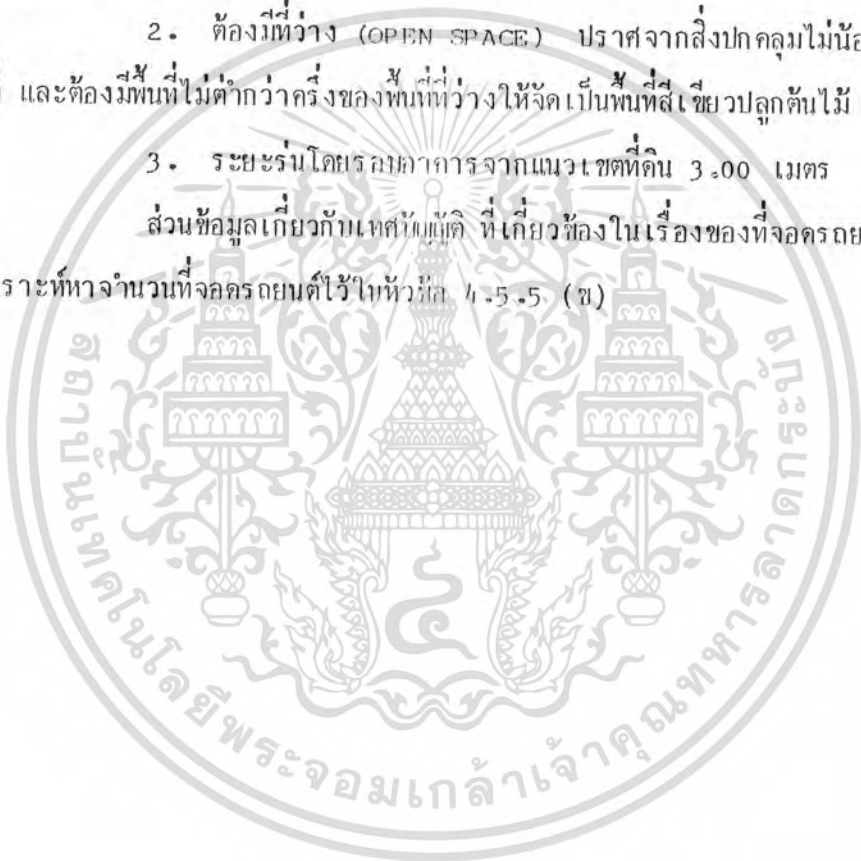 2. ต้องมีที่ว่าง (OPEN SPACE) ปราศจากสิ่งปกคลุมไม่น้อ
และต้องมีพื้นที่ไม่ต่ำกว่าครึ่งของพื้นที่ที่ว่างให้จัดเป็นพื้นที่สีเขียวปลูกต้นไม้
3. ระยะร่นโดยรอบอาคารจากแนวเขตที่ดิน 3.00 เมตร
ส่วนข้อมูลเกี่ยวกับเทศบัญญัติ ที่เกี่ยวข้องในเรื่องของที่จอดรถย
ราะห์หาจำนวนที่จอดรถยนต์ไว้ในหัวข้อ 4.5.5 (ข)
สถาบันเทคโนโลยีพระจอมเกล้าเจ้าคุณทหารลาดกระบัง